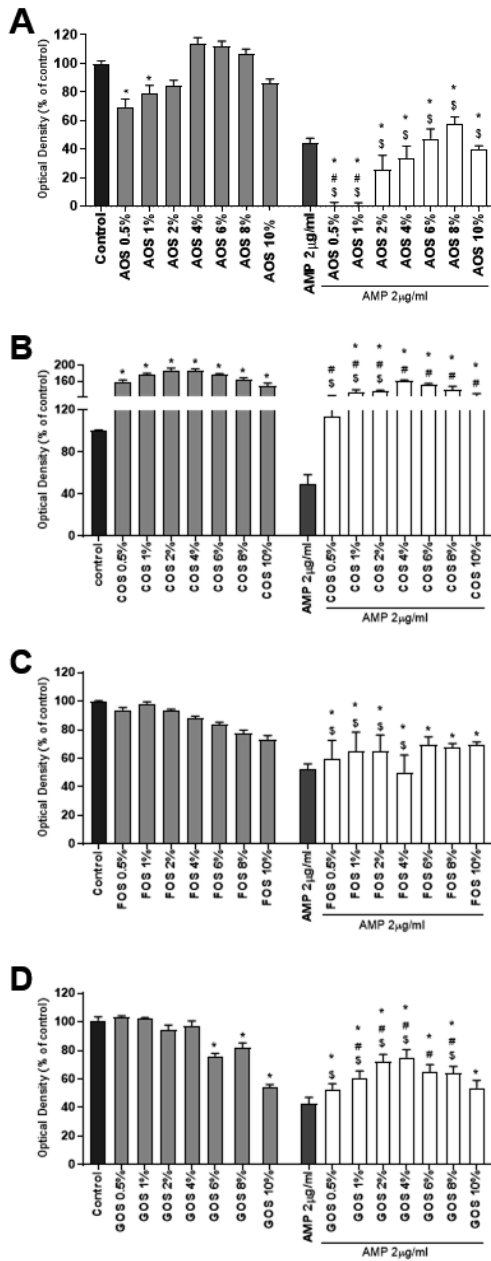 A
Optical Density (% of control)
120
100
80
60
40
20
0
* * * # $ * # $ * $ * $ * $ * $ * $
Control
AOS 0.5%
AOS 1%
AOS 2%
AOS 4%
AOS 6%
AOS 8%
AOS 10%
AMP 2μg/ml
AOS 0.5%
AOS 1%
AOS 2%
AOS 4%
AOS 6%
AOS 8%
AOS 10%
AMP 2μg/ml
B
Optical Density (% of control)
200
160
120
80
40
0
* * * * * * * # $ * # $ * # $ * # * # * # * #
control
COS 0.5%
COS 1%
COS 2%
COS 4%
COS 6%
COS 8%
COS 10%
AMP 2μg/ml
COS 0.5%
COS 1%
COS 2%
COS 4%
COS 6%
COS 8%
COS 10%
AMP 2μg/ml
C
Optical Density (% of control)
120
100
80
60
40
20
0
* $ * $ * $ * $ * * *
Control
FOS 0.5%
FOS 1%
FOS 2%
FOS 4%
FOS 6%
FOS 8%
FOS 10%
AMP 2μg/ml
FOS 0.5%
FOS 1%
FOS 2%
FOS 4%
FOS 6%
FOS 8%
FOS 10%
AMP 2μg/ml
D
Optical Density (% of control)
120
100
80
60
40
20
0
* * * * $ * # $ * # $ * # $ * # * # $ *
Control
GOS 0.5%
GOS 1%
GOS 2%
GOS 4%
GOS 6%
GOS 8%
GOS 10%
AMP 2μg/ml
GOS 0.5%
GOS 1%
GOS 2%
GOS 4%
GOS 6%
GOS 8%
GOS 10%
AMP 2μg/ml